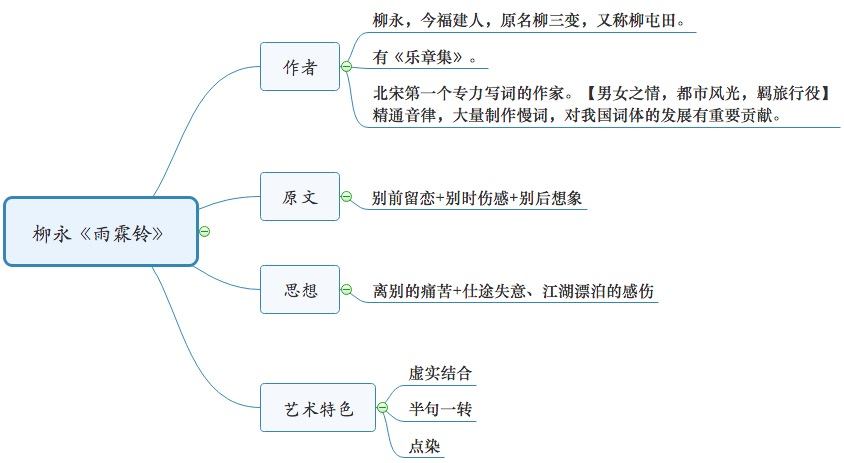 柳永《雨霖铃》
作者
柳永，今福建人，原名柳三变，又称柳屯田。
有《乐章集》。
北宋第一个专力写词的作家。【男女之情，都市风光，羁旅行役】
精通音律，大量制作慢词，对我国词体的发展有重要贡献。
原文
别前留恋+别时伤感+别后想象
思想
离别的痛苦+仕途失意、江湖漂泊的感伤
艺术特色
虚实结合
半句一转
点染